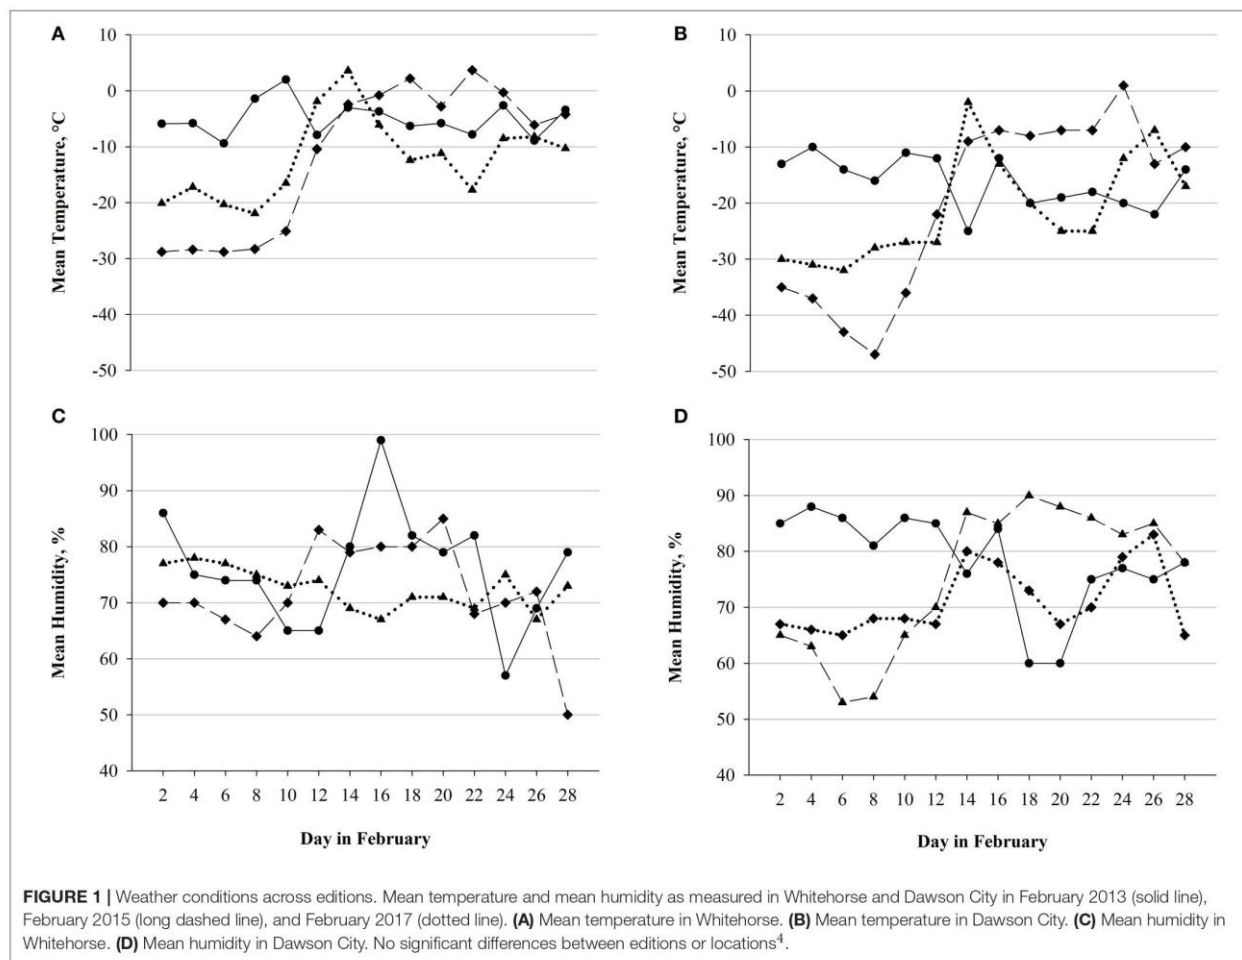 A
10
0
-10
-20
-30
-40
-50
Mean Temperature, °C
B
10
0
-10
-20
-30
-40
-50
Mean Temperature, °C
C
100
90
80
70
60
50
40
Mean Humidity, %
2 4 6 8 10 12 14 16 18 20 22 24 26 28
Day in February
D
100
90
80
70
60
50
40
Mean Humidity, %
2 4 6 8 10 12 14 16 18 20 22 24 26 28
Day in February
FIGURE 1 | Weather conditions across editions. Mean temperature and mean humidity as measured in Whitehorse and Dawson City in February 2013 (solid line),
February 2015 (long dashed line), and February 2017 (dotted line). (A) Mean temperature in Whitehorse. (B) Mean temperature in Dawson City. (C) Mean humidity in
Whitehorse. (D) Mean humidity in Dawson City. No significant differences between editions or locations⁴.